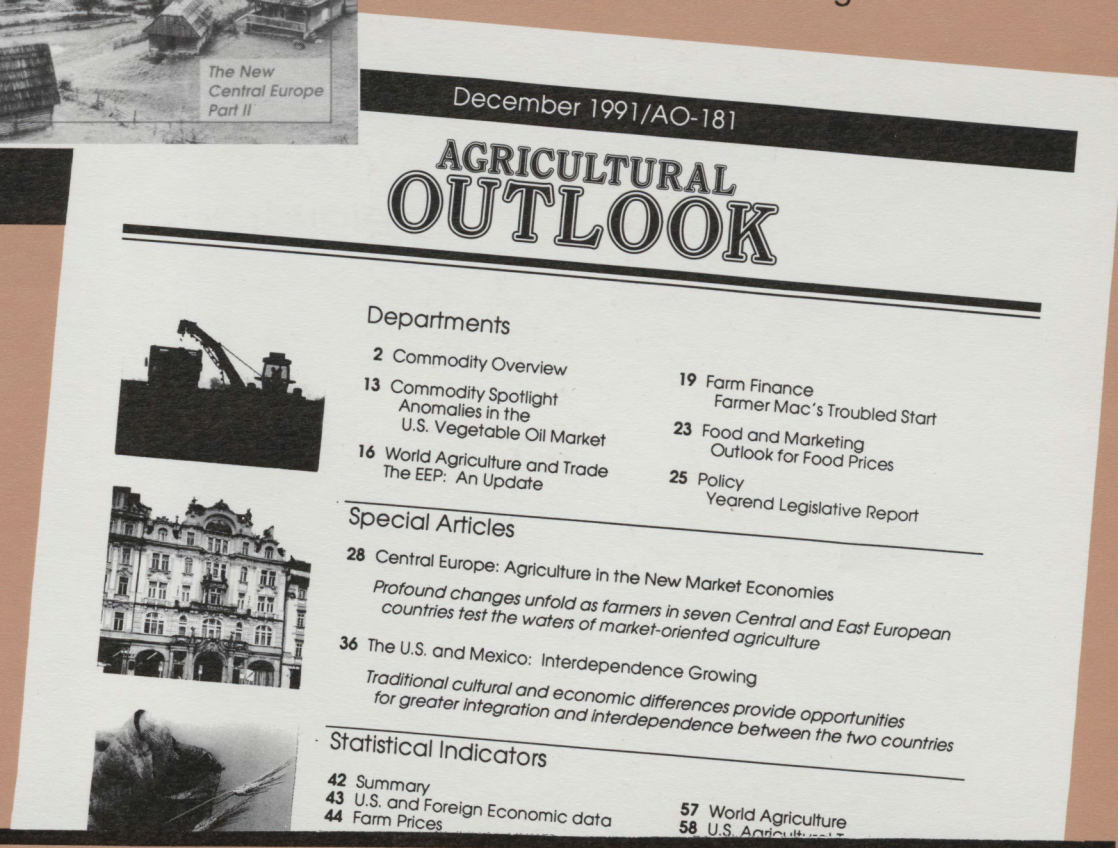 The New
Central Europe
Part II
December 1991/AO-181
AGRICULTURAL
OUTLOOK
Departments
2 Commodity Overview
13 Commodity Spotlight
Anomalies in the
U.S. Vegetable Oil Market
16 World Agriculture and Trade
The EEP: An Update
19 Farm Finance
Farmer Mac's Troubled Start
23 Food and Marketing
Outlook for Food Prices
25 Policy
Yearend Legislative Report
Special Articles
28 Central Europe: Agriculture in the New Market Economies
Profound changes unfold as farmers in seven Central and East European
countries test the waters of market-oriented agriculture
36 The U.S. and Mexico: Interdependence Growing
Traditional cultural and economic differences provide opportunities
for greater integration and interdependence between the two countries
Statistical Indicators
42 Summary
43 U.S. and Foreign Economic data
44 Farm Prices
57 World Agriculture
58 U.S. Agricultural